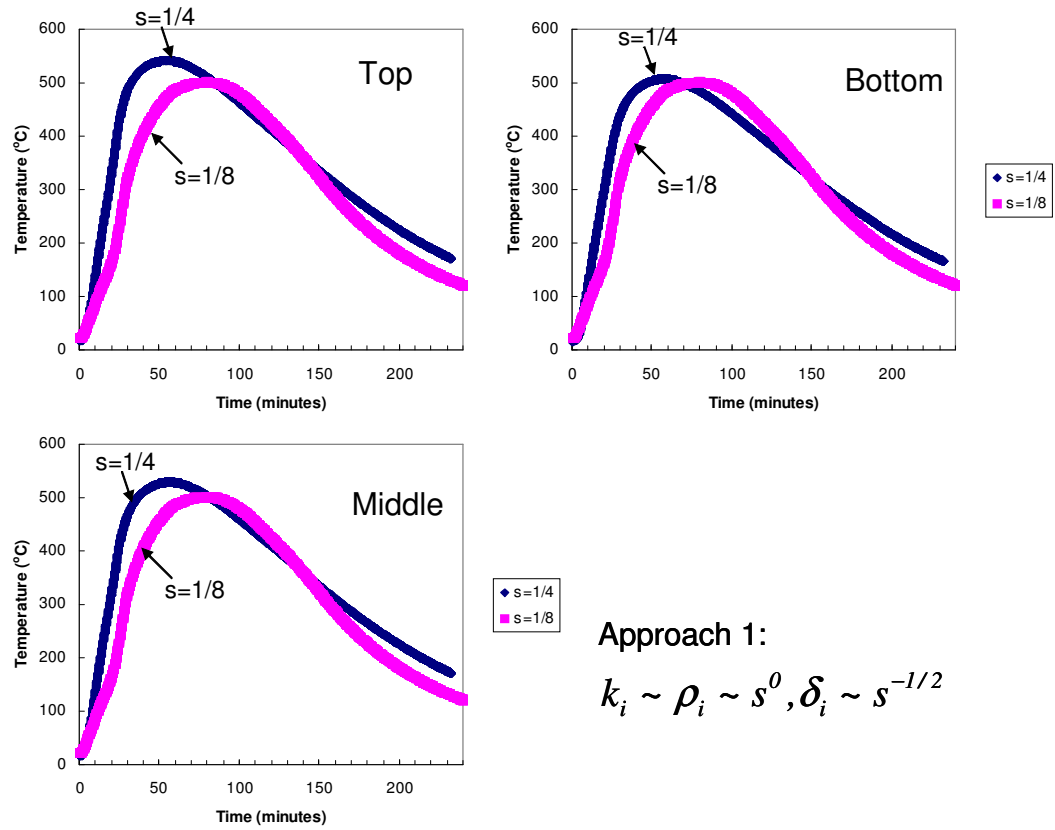 s=1/4
Top
s=1/8
600
500
400
300
200
100
0
Temperature (°C)
0 50 100 150 200
Time (minutes)
s=1/4
Bottom
s=1/8
600
500
400
300
200
100
0
Temperature (°C)
0 50 100 150 200
Time (minutes)
s=1/4
s=1/8
s=1/4
Middle
s=1/8
600
500
400
300
200
100
0
Temperature (°C)
0 50 100 150 200
Time (minutes)
s=1/4
s=1/8
Approach 1:
k_i ~ ρ_i ~ s^0 , δ_i ~ s^{-1/2}